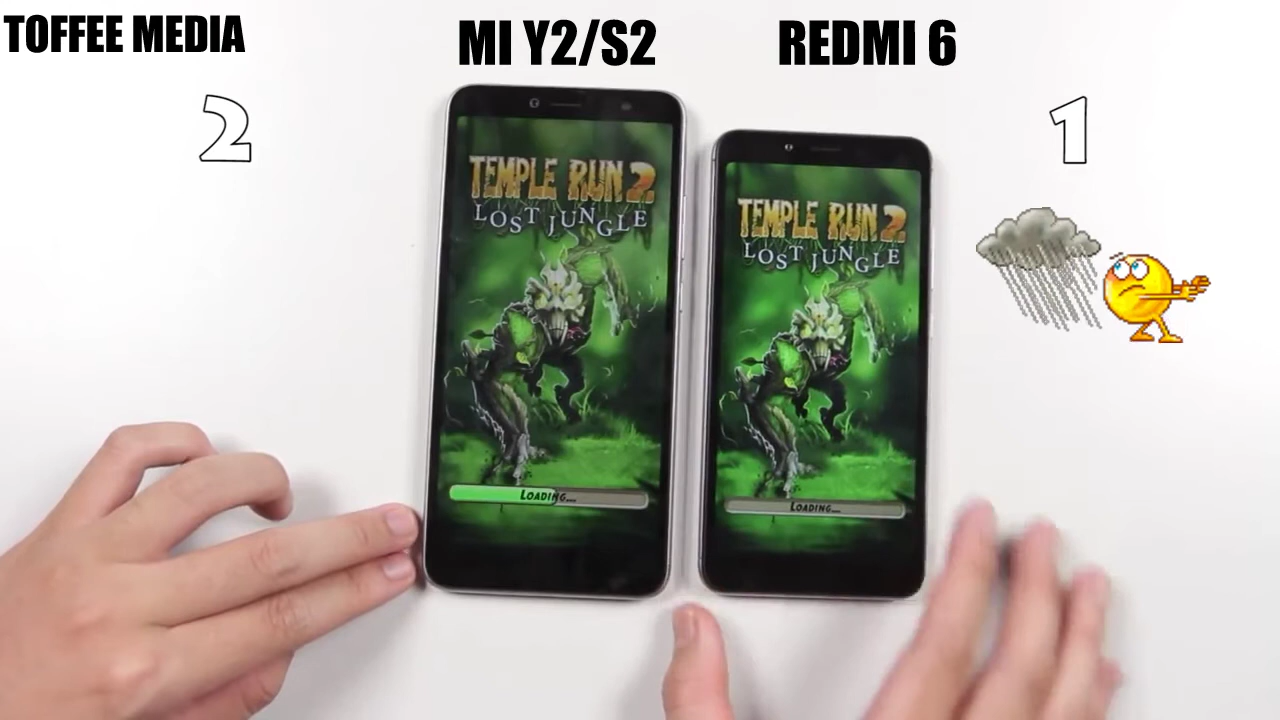 TOFFEE MEDIA
MI Y2/S2
REDMI 6
2
1
TEMPLE RUN 2
LOST JUNGLE
LOADING...
TEMPLE RUN 2
LOST JUNGLE
LOADING...